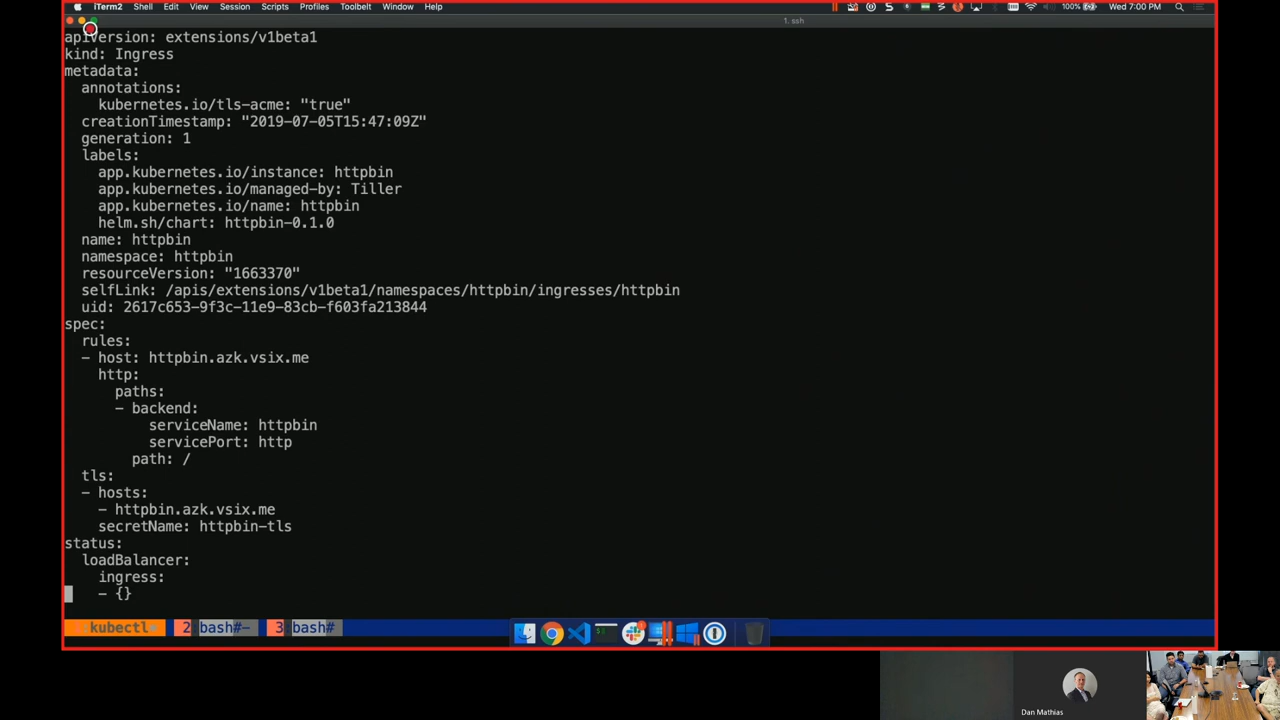 iTerm2 Shell Edit View Session Scripts Profiles Toolbelt Window Help 100% Wed 7:00 PM
1. ssh
apiVersion: extensions/v1beta1
kind: Ingress
metadata:
  annotations:
    kubernetes.io/tls-acme: "true"
  creationTimestamp: "2019-07-05T15:47:09Z"
  generation: 1
  labels:
    app.kubernetes.io/instance: httpbin
    app.kubernetes.io/managed-by: Tiller
    app.kubernetes.io/name: httpbin
    helm.sh/chart: httpbin-0.1.0
  name: httpbin
  namespace: httpbin
  resourceVersion: "1663370"
  selfLink: /apis/extensions/v1beta1/namespaces/httpbin/ingresses/httpbin
  uid: 2617c653-9f3c-11e9-83cb-f603fa213844
spec:
  rules:
  - host: httpbin.azk.vsix.me
    http:
      paths:
      - backend:
          serviceName: httpbin
          servicePort: http
        path: /
  tls:
  - hosts:
    - httpbin.azk.vsix.me
    secretName: httpbin-tls
status:
  loadBalancer:
    ingress:
    - {}
kubectl 2 bash#- 3 bash#
Dan Mathias